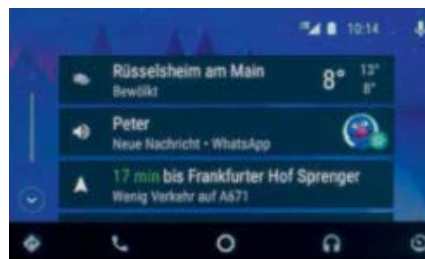 10:14
Rüsselsheim am Main
Bewölkt
8° 13°
8°
Peter
Neue Nachricht • WhatsApp
17 min bis Frankfurter Hof Sprenger
Wenig Verkehr auf A671